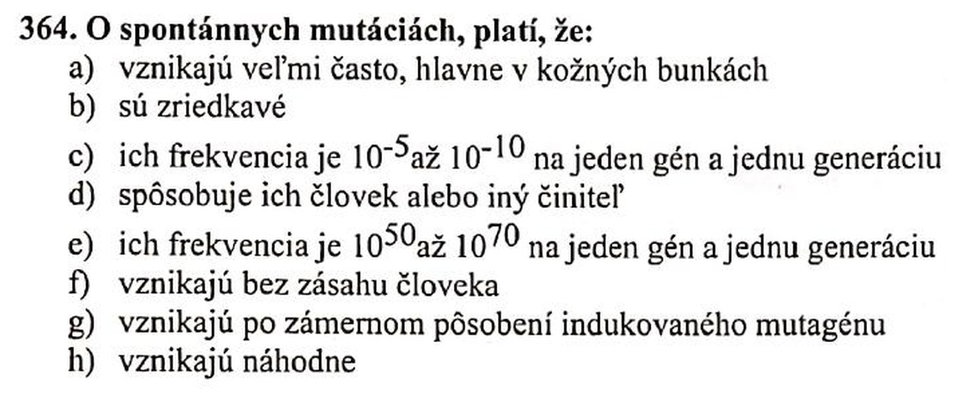 364. O spontánnych mutáciách, platí, že:
a) vznikajú veľmi často, hlavne v kožných bunkách
b) sú zriedkavé
c) ich frekvencia je 10⁻⁵až 10⁻¹⁰ na jeden gén a jednu generáciu
d) spôsobuje ich človek alebo iný činiteľ
e) ich frekvencia je 10⁵⁰až 10⁷⁰ na jeden gén a jednu generáciu
f) vznikajú bez zásahu človeka
g) vznikajú po zámernom pôsobení indukovaného mutagénu
h) vznikajú náhodne